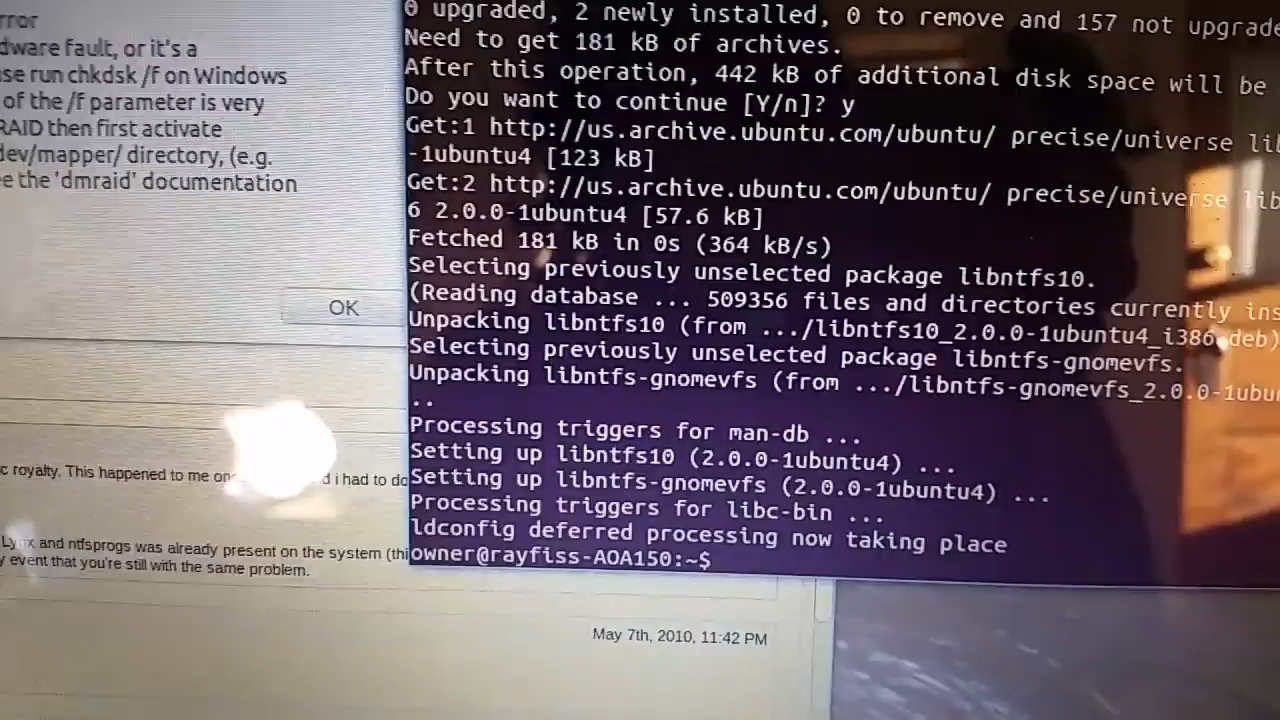 rror
dware fault, or it's a
se run chkdsk /f on Windows
of the /f parameter is very
RAID then first activate
dev/mapper/ directory, (e.g.
e the 'dmraid' documentation
OK
c royalty. This happened to me on d i had to do
Lynx and ntfsprogs was already present on the system (thi
y event that you're still with the same problem.
May 7th, 2010, 11:42 PM
0 upgraded, 2 newly installed, 0 to remove and 157 not upgrade
Need to get 181 kB of archives.
After this operation, 442 kB of additional disk space will be
Do you want to continue [Y/n]? y
Get:1 http://us.archive.ubuntu.com/ubuntu/ precise/universe lib
-1ubuntu4 [123 kB]
Get:2 http://us.archive.ubuntu.com/ubuntu/ precise/universe lib
6 2.0.0-1ubuntu4 [57.6 kB]
Fetched 181 kB in 0s (364 kB/s)
Selecting previously unselected package libntfs10.
(Reading database ... 509356 files and directories currently ins
Unpacking libntfs10 (from .../libntfs10_2.0.0-1ubuntu4_i386.deb)
Selecting previously unselected package libntfs-gnomevfs.
Unpacking libntfs-gnomevfs (from .../libntfs-gnomevfs_2.0.0-1ubu
..
Processing triggers for man-db ...
Setting up libntfs10 (2.0.0-1ubuntu4) ...
Setting up libntfs-gnomevfs (2.0.0-1ubuntu4) ...
Processing triggers for libc-bin ...
ldconfig deferred processing now taking place
owner@rayfiss-AOA150:~$